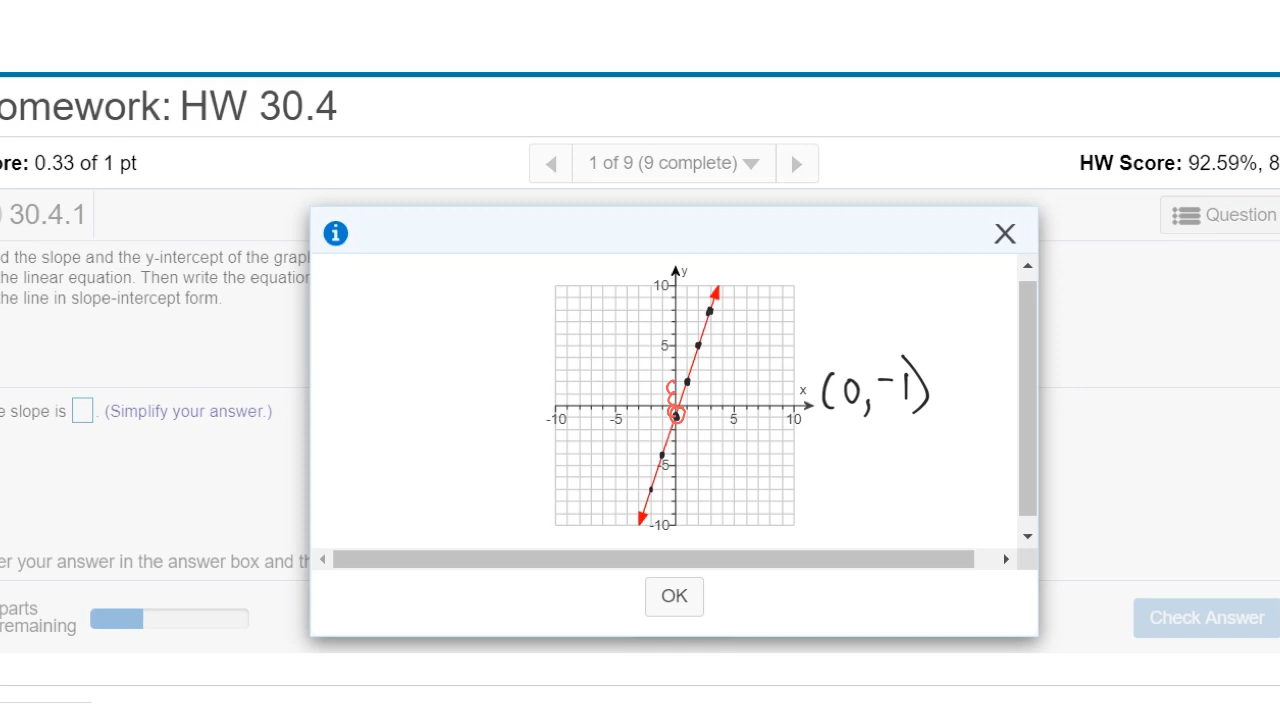 omework: HW 30.4
ore: 0.33 of 1 pt
1 of 9 (9 complete)
HW Score: 92.59%, 8
30.4.1
Question
d the slope and the y-intercept of the grap
he linear equation. Then write the equation
he line in slope-intercept form.
y
10
5
x
-10
-5
5
10
-5
-10
(0,-1)
e slope is . (Simplify your answer.)
er your answer in the answer box and th
OK
parts
remaining
Check Answer